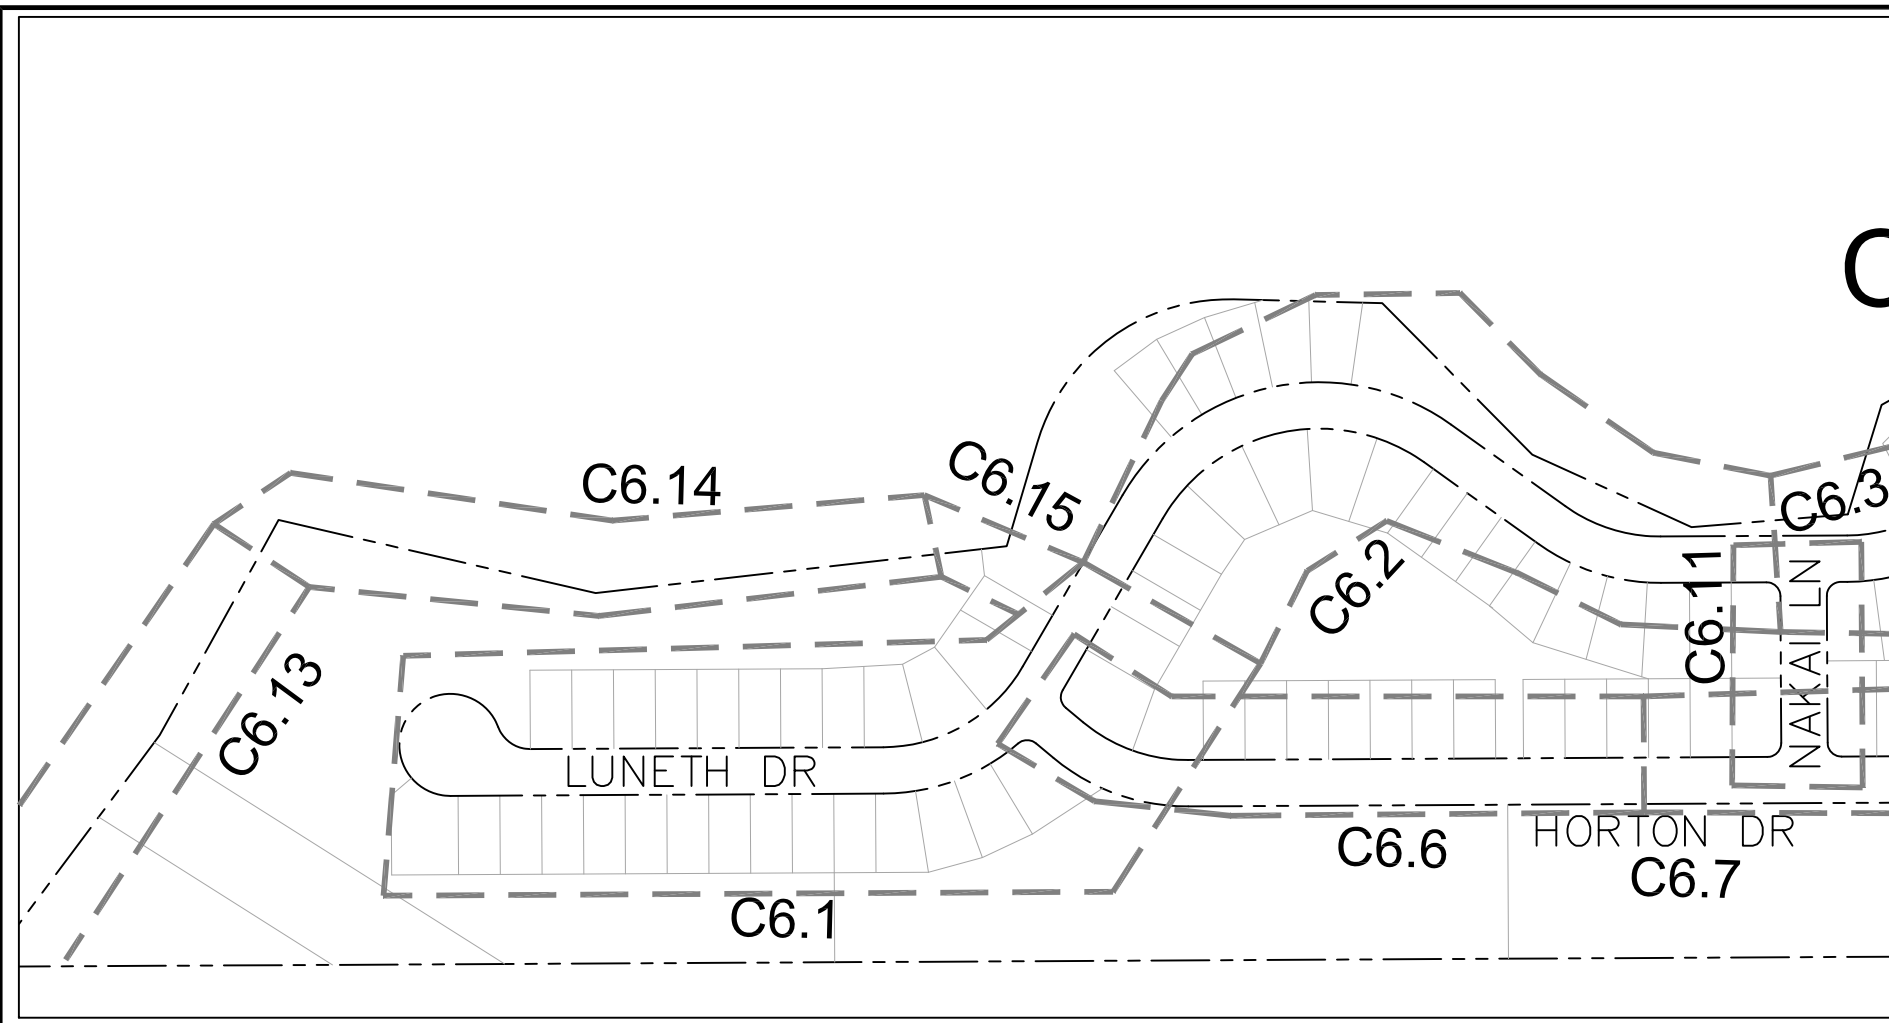 C
C6.14
C6.15
C6.3
C6.2
C6.11
NAKAI LN
C6.13
LUNETH DR
HORTON DR
C6.6
C6.7
C6.1